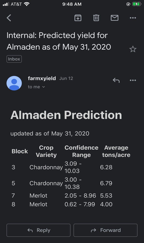 AT&T
9:48 AM
Internal: Predicted yield for
Almaden as of May 31, 2020
Inbox
farmxyield Jun 12
to me
Almaden Prediction
updated as of May 31, 2020
Block Crop Variety Confidence Range Average tons/acre
3 Chardonnay 3.09 - 10.03 6.28
5 Chardonnay 3.00 - 10.38 6.79
7 Merlot 2.05 - 8.96 5.53
8 Merlot 0.62 - 7.99 4.00
Reply
Forward